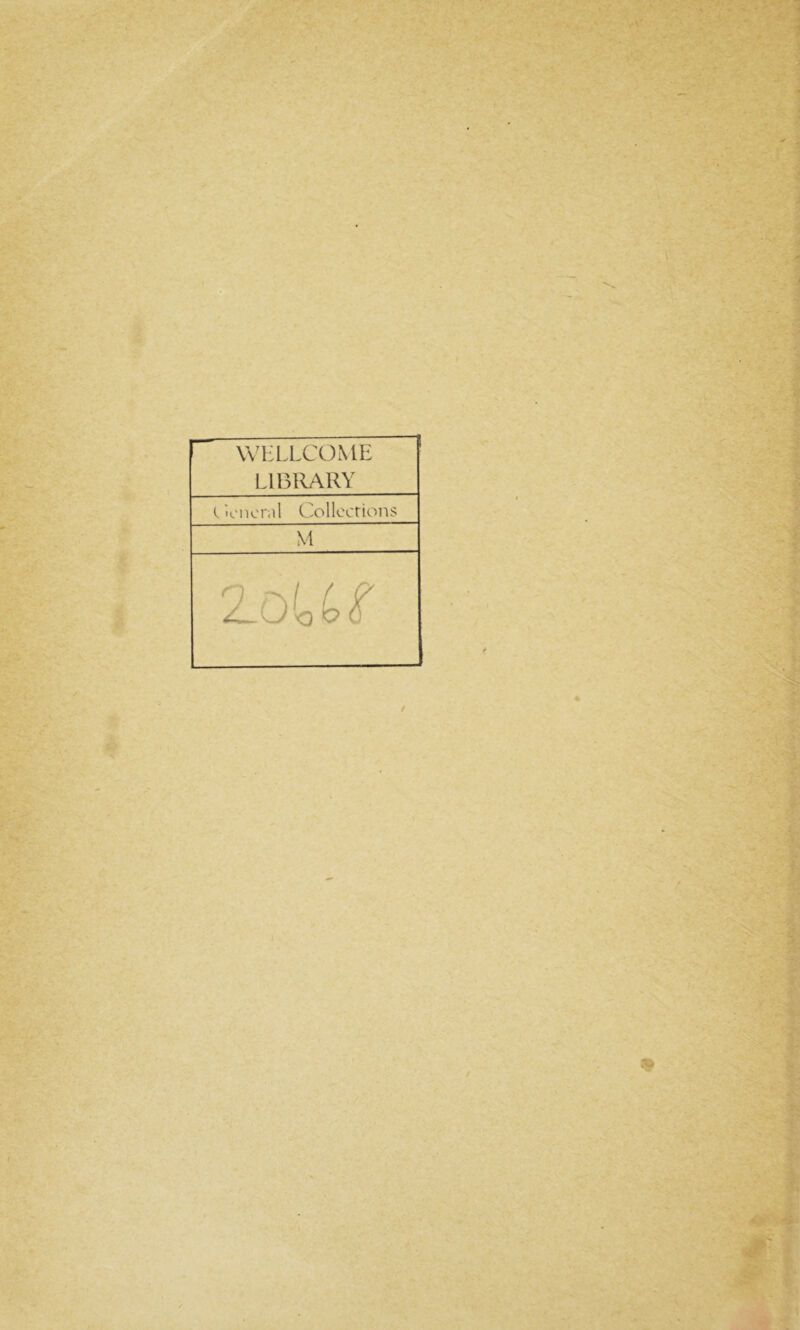 WELLCOME
LIBRARY
General Collections
M
20668